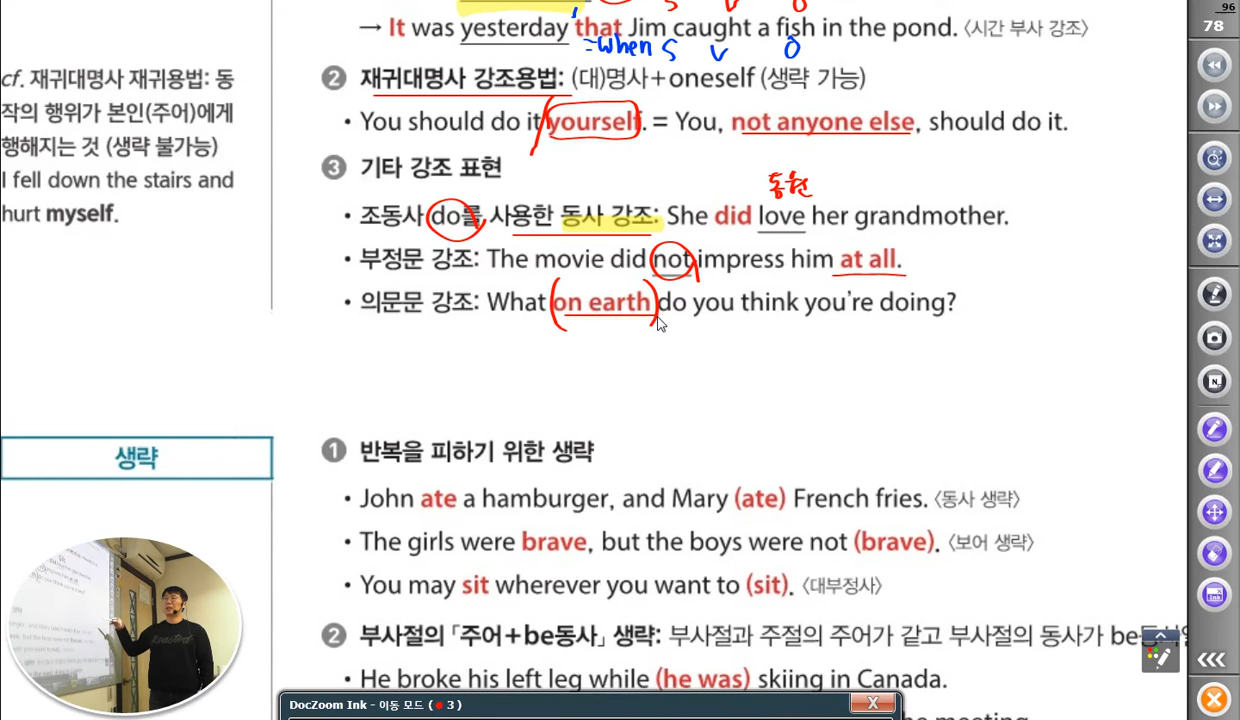 96
78
→ It was yesterday that Jim caught a fish in the pond. 〈시간 부사 강조〉
=when S V O
cf. 재귀대명사 재귀용법: 동
작의 행위가 본인(주어)에게
행해지는 것 (생략 불가능)
I fell down the stairs and
hurt myself.
❷ 재귀대명사 강조용법: (대)명사+oneself (생략 가능)
• You should do it yourself. = You, not anyone else, should do it.
❸ 기타 강조 표현
동원
• 조동사 do를 사용한 동사 강조: She did love her grandmother.
• 부정문 강조: The movie did not impress him at all.
• 의문문 강조: What on earth do you think you’re doing?
생략
❶ 반복을 피하기 위한 생략
• John ate a hamburger, and Mary (ate) French fries. 〈동사 생략〉
• The girls were brave, but the boys were not (brave). 〈보어 생략〉
• You may sit wherever you want to (sit). 〈대부정사〉
❷ 부사절의 「주어+be동사」 생략: 부사절과 주절의 주어가 같고 부사절의 동사가 be동사
• He broke his left leg while (he was) skiing in Canada.
DocZoom Ink - 이동 모드 ( 3 )
X
the meeting.